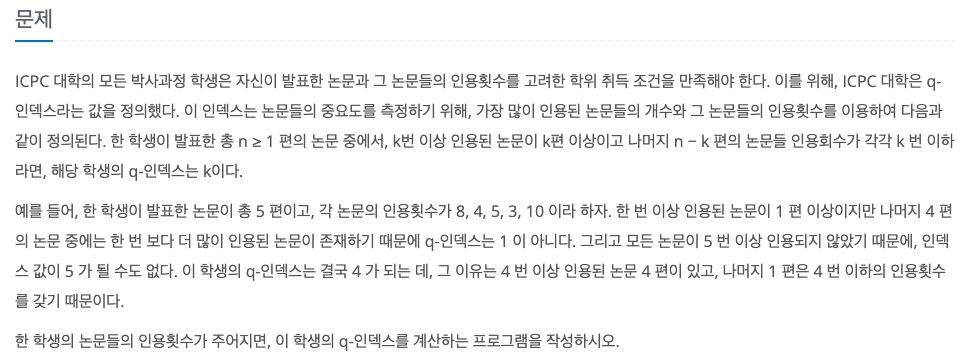 문제
ICPC 대학의 모든 박사과정 학생은 자신이 발표한 논문과 그 논문들의 인용횟수를 고려한 학위 취득 조건을 만족해야 한다. 이를 위해, ICPC 대학은 q-
인덱스라는 값을 정의했다. 이 인덱스는 논문들의 중요도를 측정하기 위해, 가장 많이 인용된 논문들의 개수와 그 논문들의 인용횟수를 이용하여 다음과
같이 정의된다. 한 학생이 발표한 총 n ≥ 1 편의 논문 중에서, k번 이상 인용된 논문이 k편 이상이고 나머지 n − k 편의 논문들 인용회수가 각각 k 번 이하
라면, 해당 학생의 q-인덱스는 k이다.
예를 들어, 한 학생이 발표한 논문이 총 5 편이고, 각 논문의 인용횟수가 8, 4, 5, 3, 10 이라 하자. 한 번 이상 인용된 논문이 1 편 이상이지만 나머지 4 편
의 논문 중에는 한 번 보다 더 많이 인용된 논문이 존재하기 때문에 q-인덱스는 1 이 아니다. 그리고 모든 논문이 5 번 이상 인용되지 않았기 때문에, 인덱
스 값이 5 가 될 수도 없다. 이 학생의 q-인덱스는 결국 4 가 되는 데, 그 이유는 4 번 이상 인용된 논문 4 편이 있고, 나머지 1 편은 4 번 이하의 인용횟수
를 갖기 때문이다.
한 학생의 논문들의 인용횟수가 주어지면, 이 학생의 q-인덱스를 계산하는 프로그램을 작성하시오.